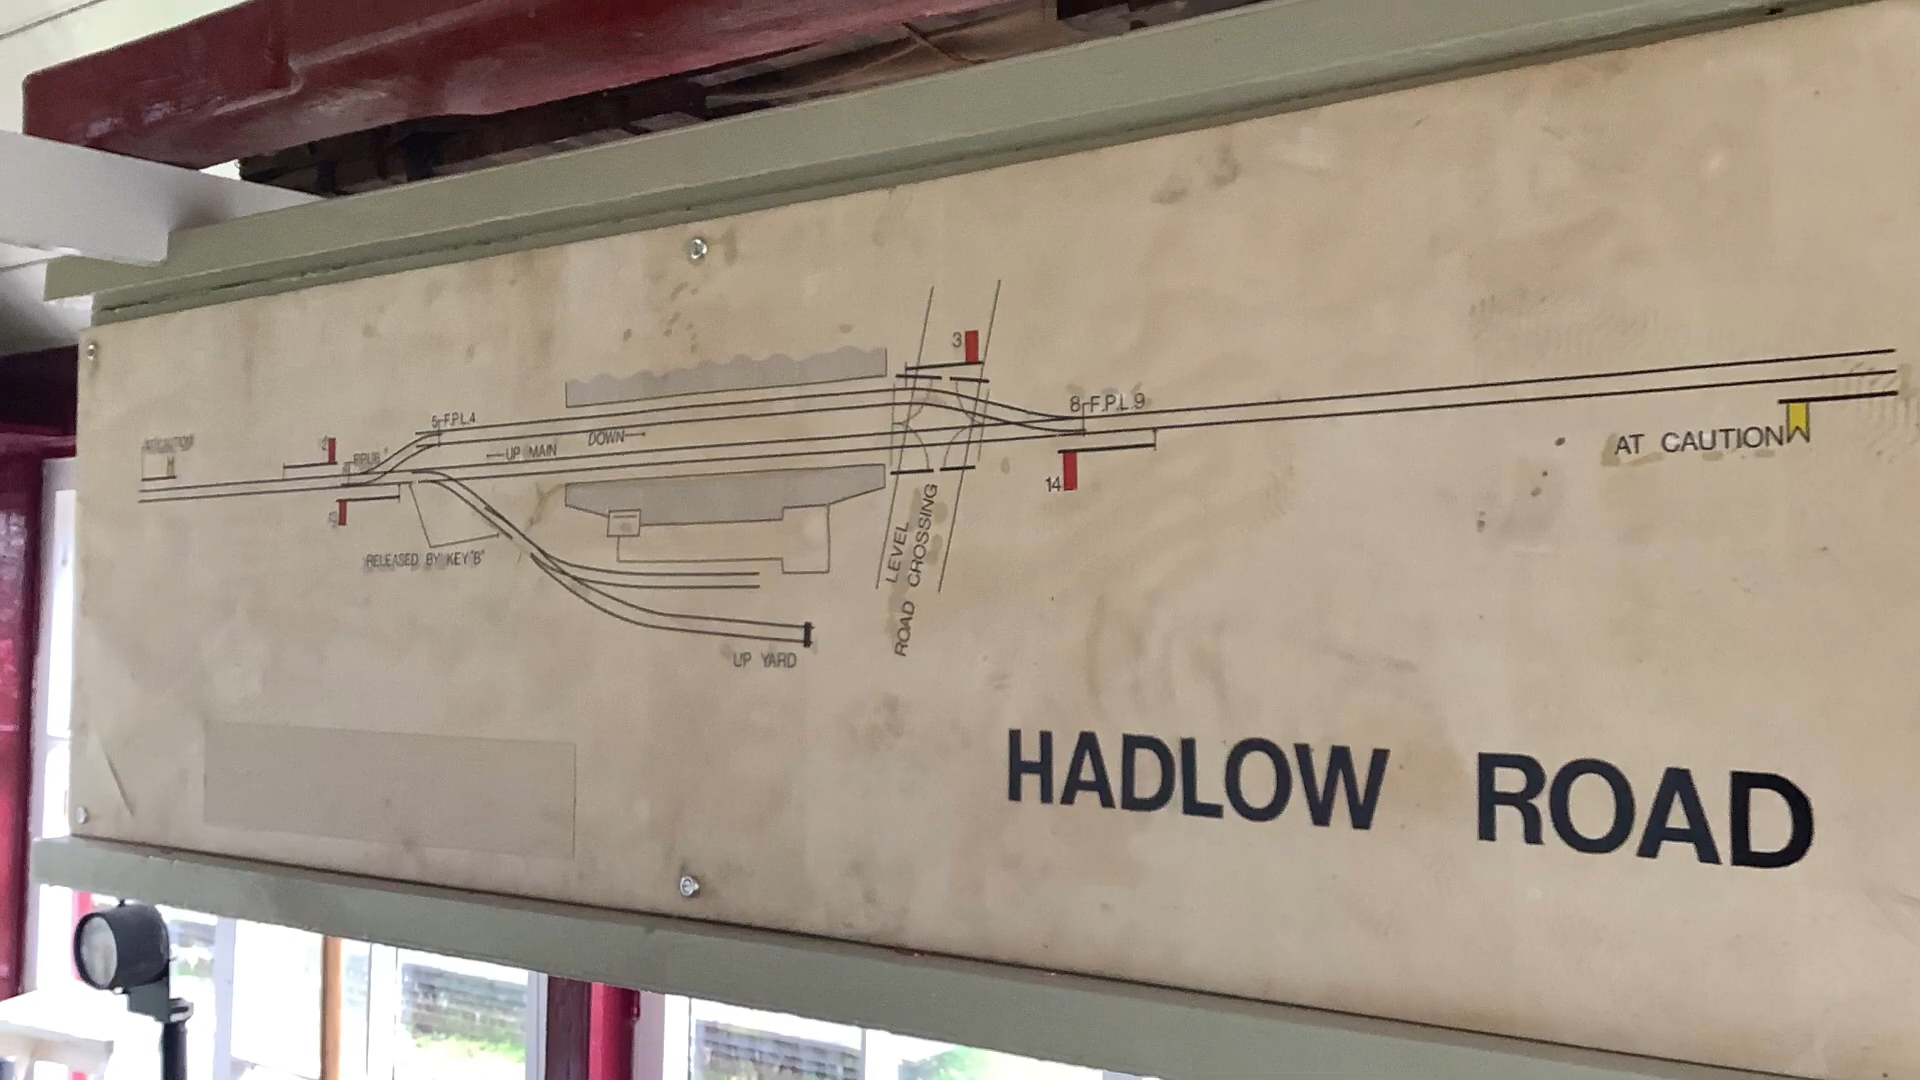 3
8 F.P.L.9
5 F.P.L.4
2
DOWN→
←UP MAIN
AT CAUTION
14
RELEASED BY KEY "B"
LEVEL
ROAD CROSSING
UP YARD
HADLOW ROAD